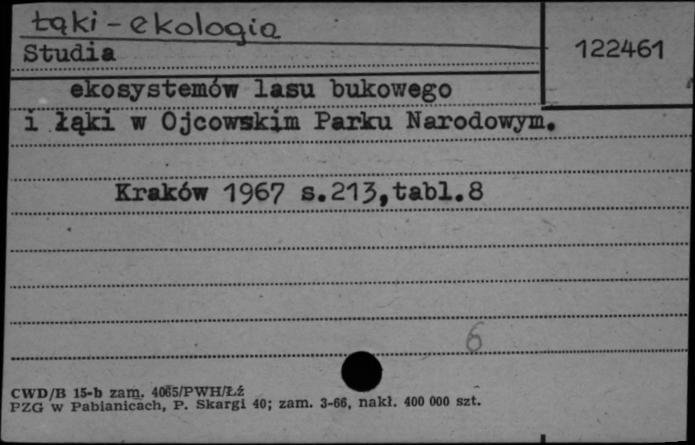 Łąki - ekologia
Studia
122461
ekosystemów lasu bukowego
i łąki w Ojcowskim Parku Narodowym.
Kraków 1967 s.213,tabl.8
6
CWD/B 15-b zam. 4065/PWH/Łź
PZG w Pabianicach, P. Skargi 40; zam. 3-66, nakł. 400 000 szt.